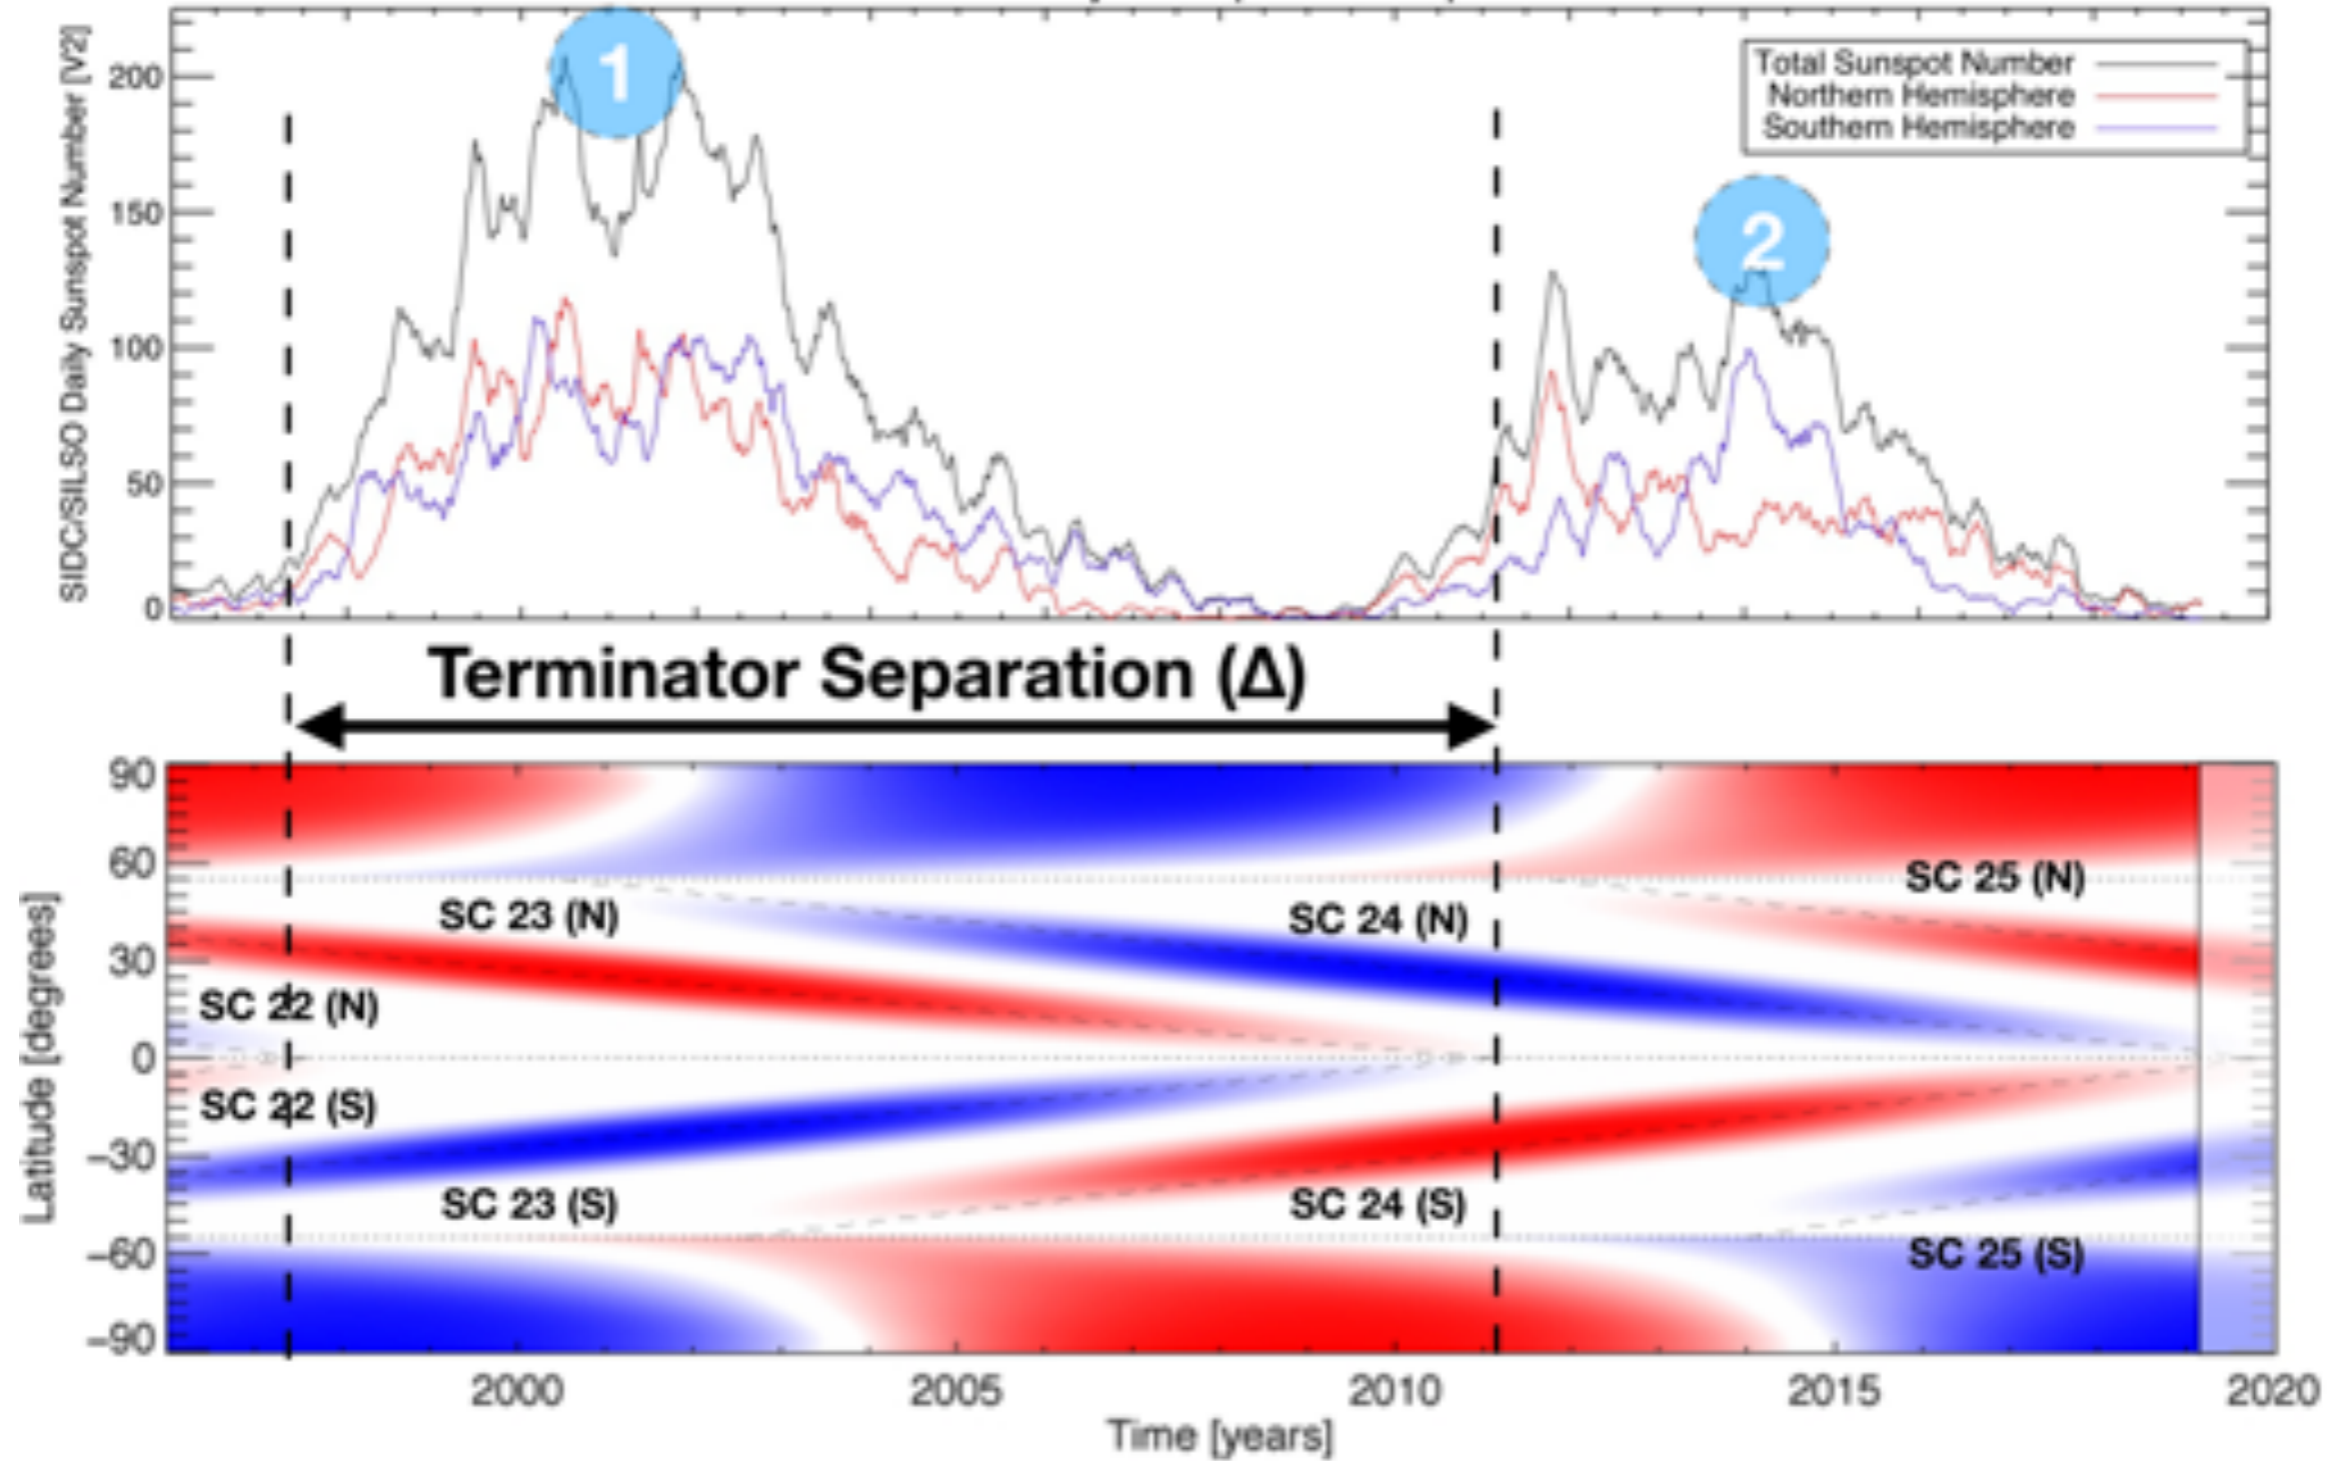 SIDC/SILSO Daily Sunspot Number [V2]
200
150
100
50
0
1
2
Total Sunspot Number
Northern Hemisphere
Southern Hemisphere
Terminator Separation (Δ)
Latitude [degrees]
90
60
30
0
−30
−60
−90
SC 25 (N)
SC 23 (N)
SC 24 (N)
SC 22 (N)
SC 22 (S)
SC 23 (S)
SC 24 (S)
SC 25 (S)
2000
2005
2010
2015
2020
Time [years]